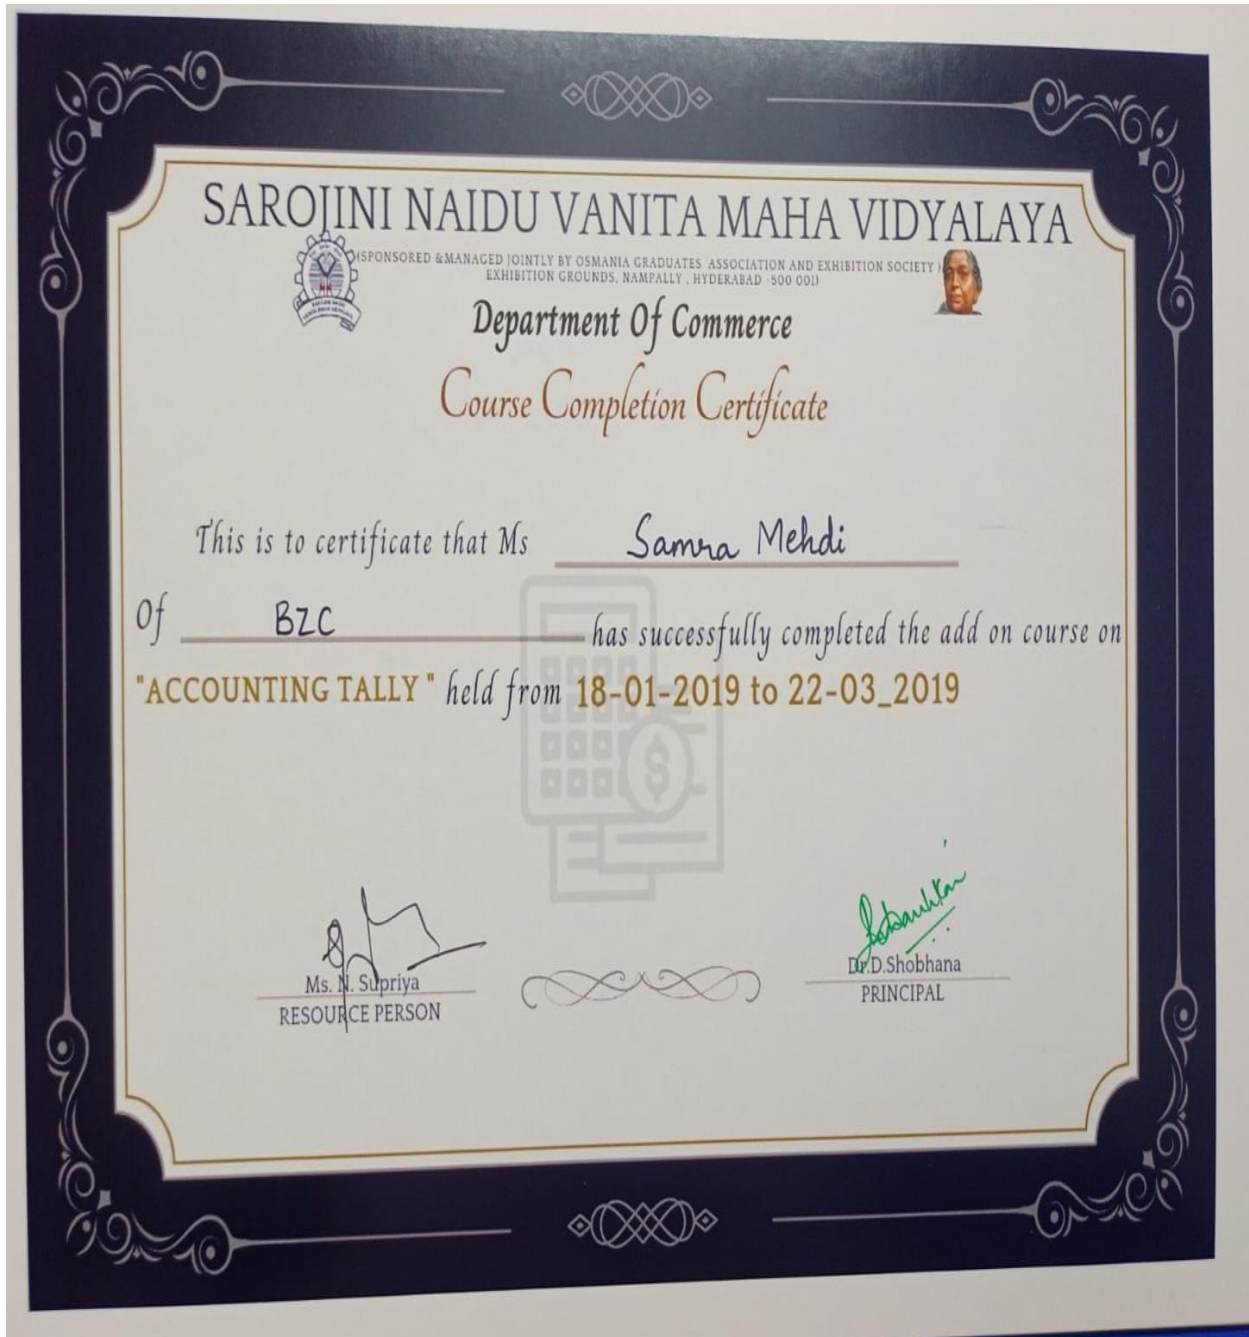 SAROJINI NAIDU VANITA MAHA VIDYALAYA
(SPONSORED &MANAGED JOINTLY BY OSMANIA GRADUATES ASSOCIATION AND EXHIBITION SOCIETY
EXHIBITION GROUNDS, NAMPALLY , HYDERABAD -500 001)
Department Of Commerce
Course Completion Certificate
This is to certificate that Ms Samra Mehdi
Of BZC has successfully completed the add on course on
"ACCOUNTING TALLY " held from 18-01-2019 to 22-03_2019
Ms. N. Supriya
RESOURCE PERSON
Dr.D.Shobhana
PRINCIPAL